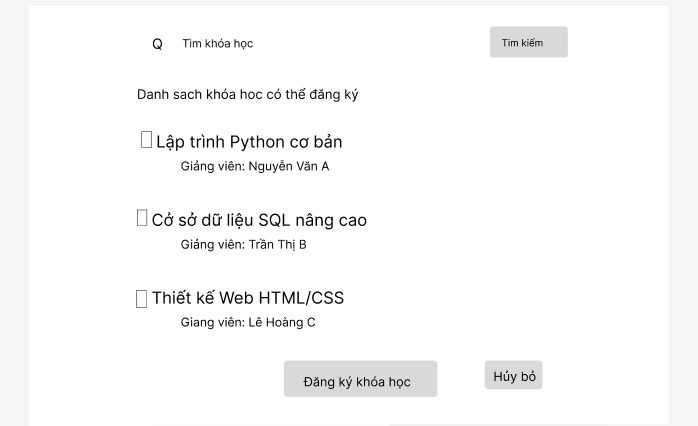 Q Tìm khóa học
Tim kiếm
Danh sach khóa hoc có thể đăng ký
Lập trình Python cơ bản
Giảng viên: Nguyễn Văn A
Cở sở dữ liệu SQL nâng cao
Giảng viên: Trần Thị B
Thiết kế Web HTML/CSS
Giang viên: Lê Hoàng C
Đăng ký khóa học
Hủy bỏ